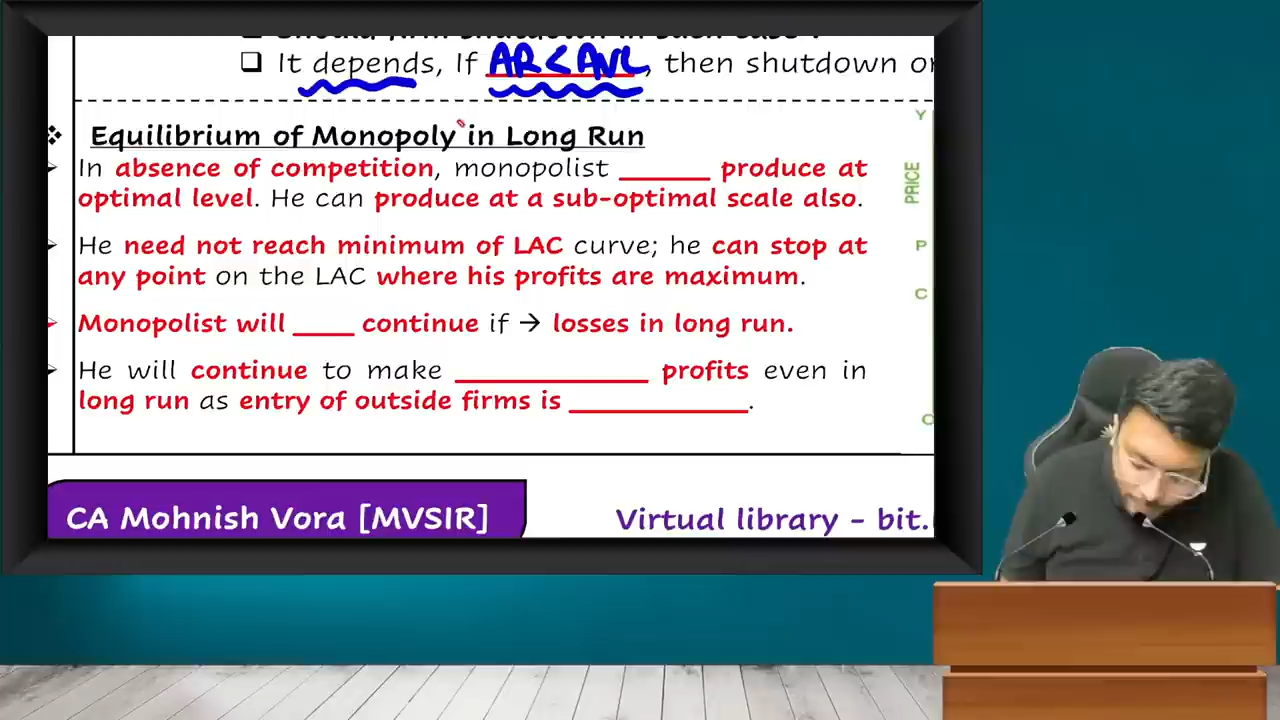 It depends, If AR<AVC, then shutdown or
Equilibrium of Monopoly in Long Run
In absence of competition, monopolist ______ produce at
optimal level. He can produce at a sub-optimal scale also.
He need not reach minimum of LAC curve; he can stop at
any point on the LAC where his profits are maximum.
Monopolist will ____ continue if → losses in long run.
He will continue to make _____________ profits even in
long run as entry of outside firms is ____________.
Y
PRICE
P
C
O
CA Mohnish Vora [MVSIR]
Virtual library - bit.